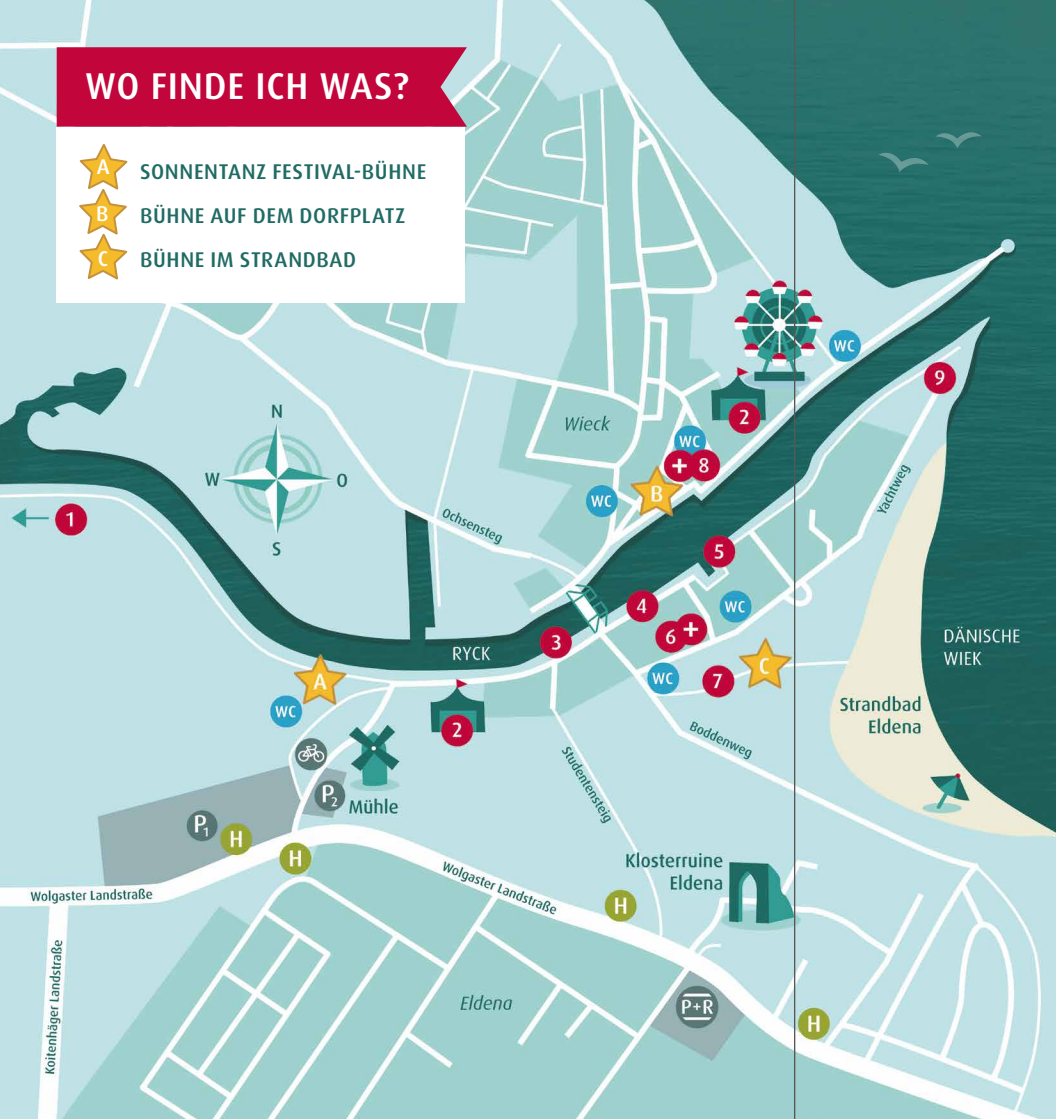 WO FINDE ICH WAS?
A SONNENTANZ FESTIVAL-BÜHNE
B BÜHNE AUF DEM DORFPLATZ
C BÜHNE IM STRANDBAD
WC
9
N
W
O
S
Wieck
2
WC
+ 8
B
WC
1
Ochsensteg
Yachtweg
5
4
WC
6 +
3
RYCK
DÄNISCHE
WIEK
A
WC
7
C
WC
2
Strandbad
Eldena
Boddenweg
Studentensteig
P2
Mühle
P1
H
H
Klosterruine
Eldena
Wolgaster Landstraße
Wolgaster Landstraße
H
Koitenhäger Landstraße
Eldena
P+R
H